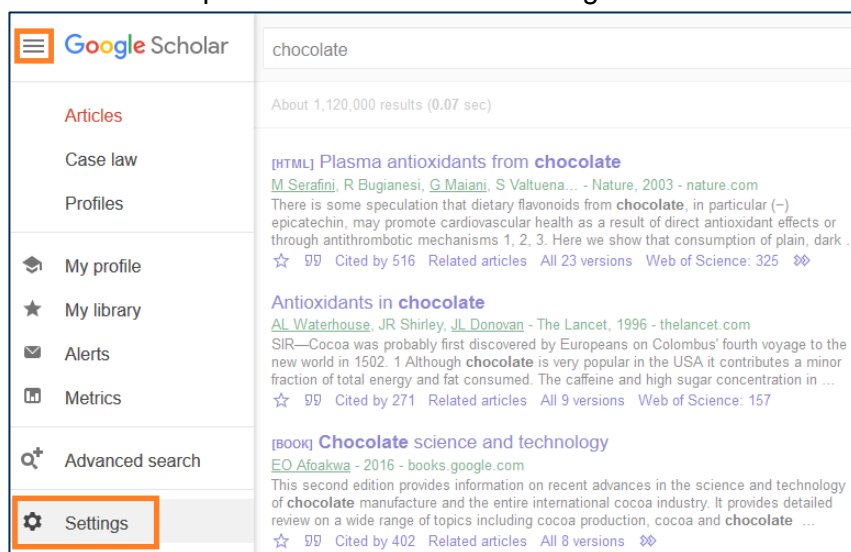 Google Scholar
chocolate
Articles
Case law
Profiles
My profile
My library
Alerts
Metrics
Advanced search
Settings
About 1,120,000 results (0.07 sec)
[HTML] Plasma antioxidants from chocolate
M Serafini, R Bugianesi, G Maiani, S Valtuena... - Nature, 2003 - nature.com
There is some speculation that dietary flavonoids from chocolate, in particular (−)
epicatechin, may promote cardiovascular health as a result of direct antioxidant effects or
through antithrombotic mechanisms 1, 2, 3. Here we show that consumption of plain, dark .
Cited by 516 Related articles All 23 versions Web of Science: 325
Antioxidants in chocolate
AL Waterhouse, JR Shirley, JL Donovan - The Lancet, 1996 - thelancet.com
SIR—Cocoa was probably first discovered by Europeans on Colombus' fourth voyage to the
new world in 1502. 1 Although chocolate is very popular in the USA it contributes a minor
fraction of total energy and fat consumed. The caffeine and high sugar concentration in ...
Cited by 271 Related articles All 9 versions Web of Science: 157
[BOOK] Chocolate science and technology
EO Afoakwa - 2016 - books.google.com
This second edition provides information on recent advances in the science and technology
of chocolate manufacture and the entire international cocoa industry. It provides detailed
review on a wide range of topics including cocoa production, cocoa and chocolate ...
Cited by 402 Related articles All 8 versions